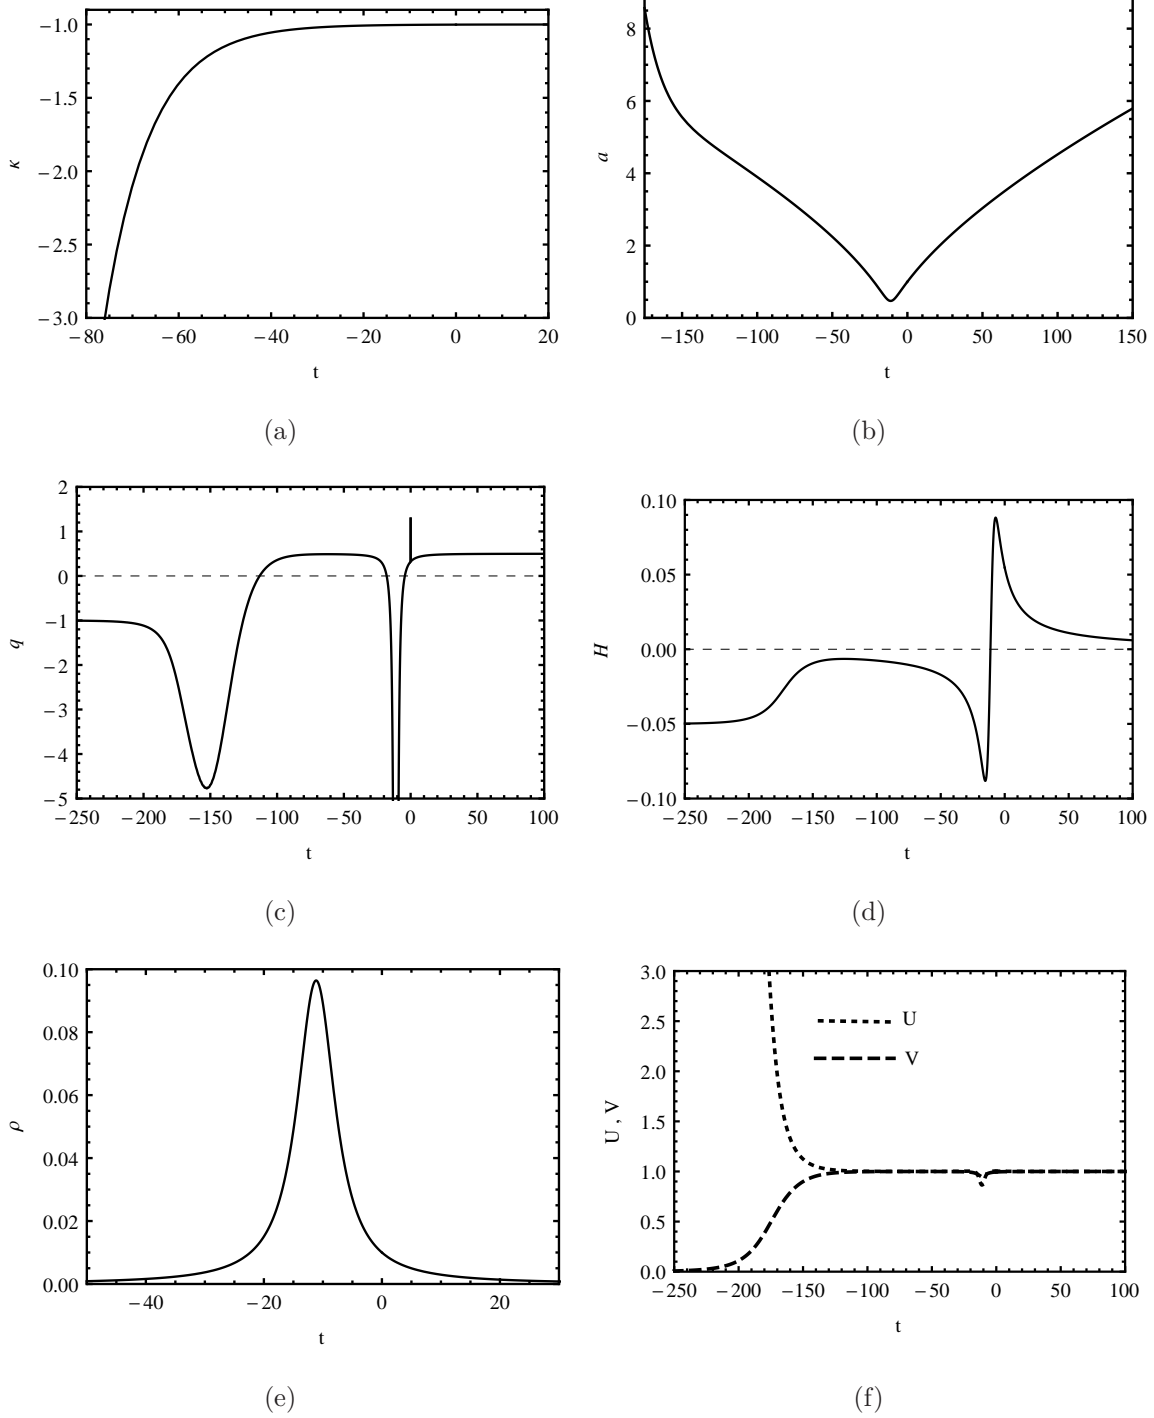 −1.0
−1.5
−2.0
−2.5
−3.0
κ
−80 −60 −40 −20 0 20
t
(a)
8
6
4
2
0
a
−150 −100 −50 0 50 100 150
t
(b)
2
1
0
−1
−2
−3
−4
−5
q
−250 −200 −150 −100 −50 0 50 100
t
(c)
0.10
0.05
0.00
−0.05
−0.10
H
−250 −200 −150 −100 −50 0 50 100
t
(d)
0.10
0.08
0.06
0.04
0.02
0.00
ρ
−40 −20 0 20
t
(e)
3.0
2.5
2.0
1.5
1.0
0.5
0.0
U , V
U
V
−250 −200 −150 −100 −50 0 50 100
t
(f)